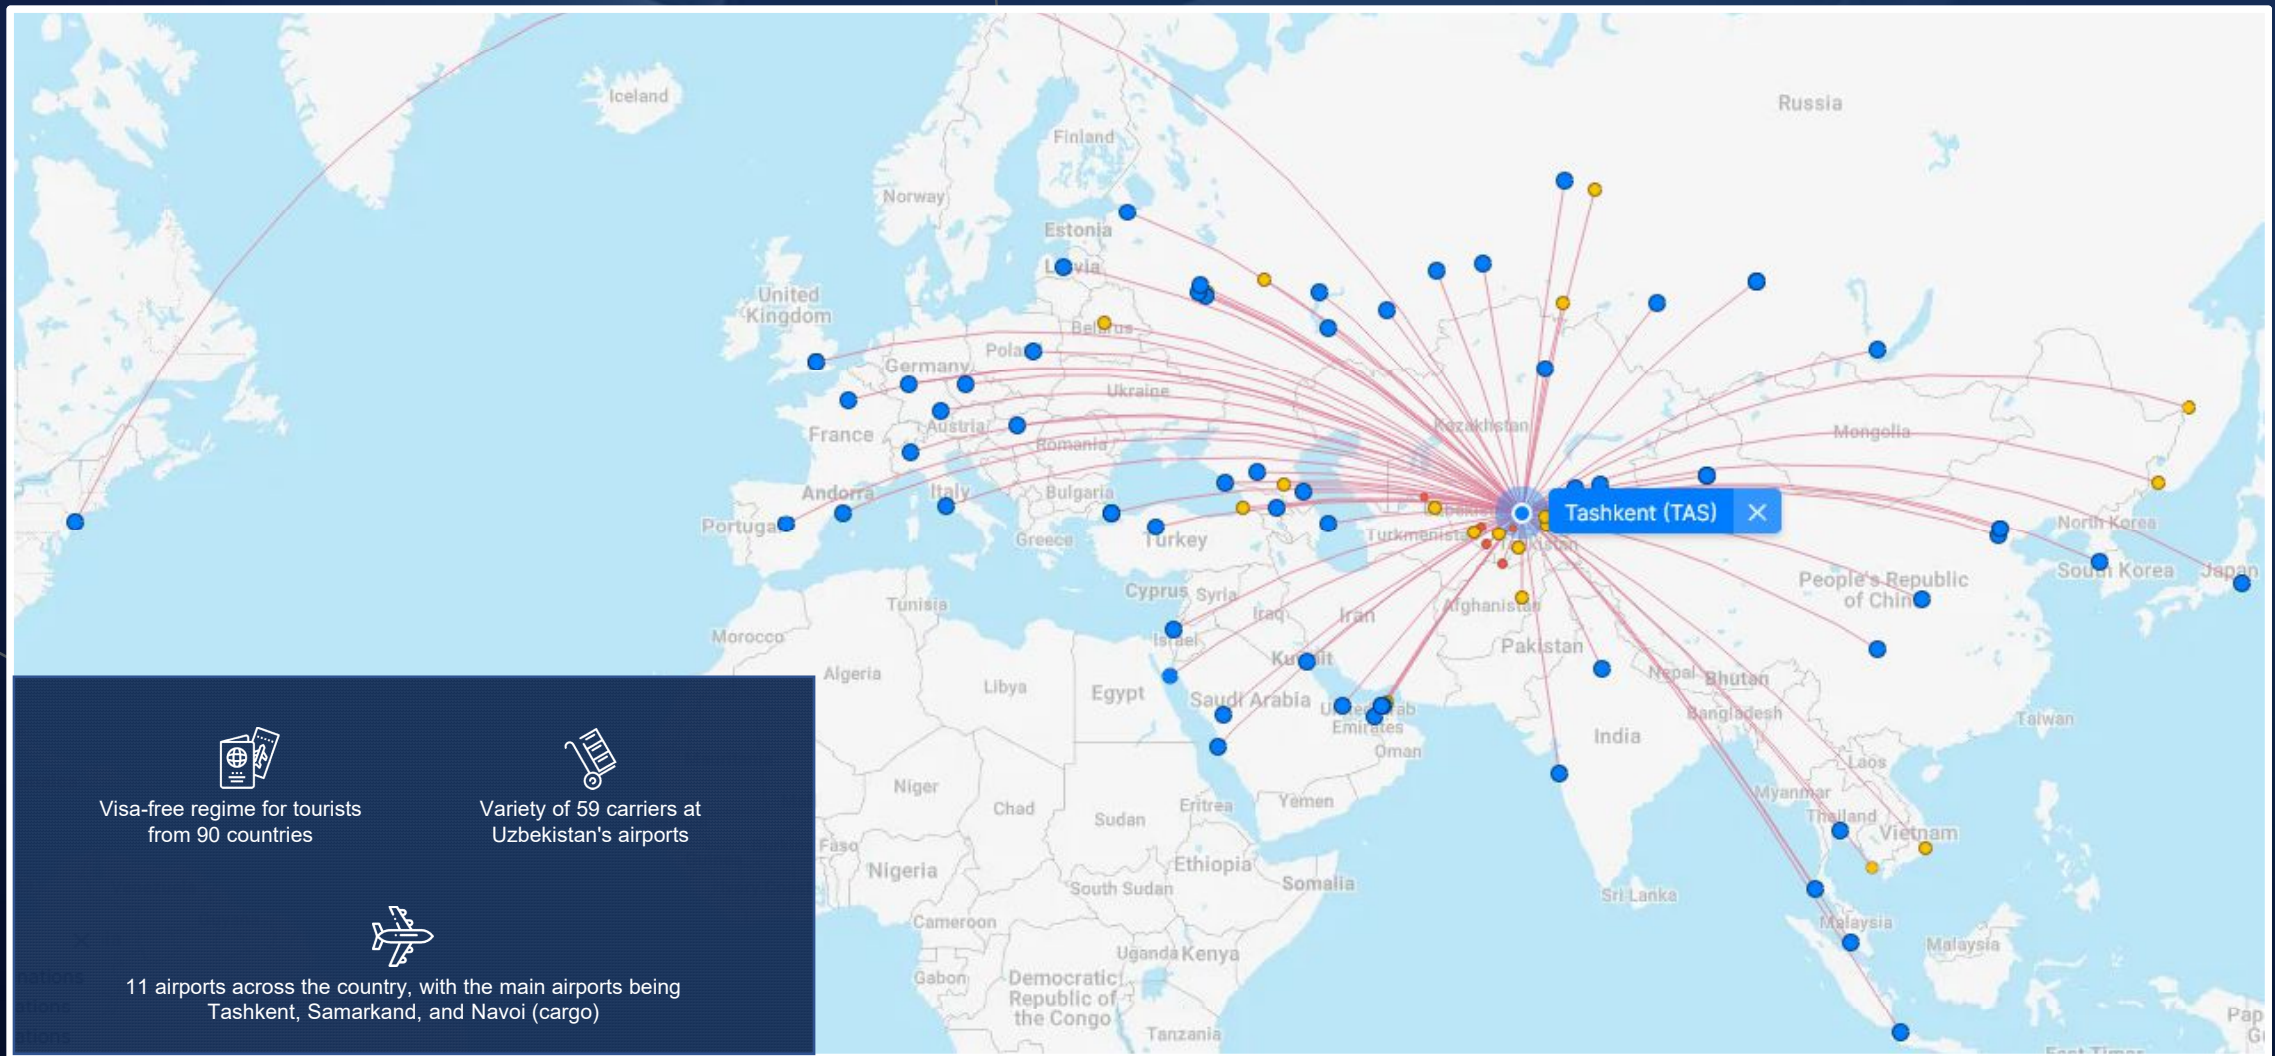 Iceland
Russia
Finland
Norway
Estonia
Latvia
United
Kingdom
Belarus
Poland
Germany
Ukraine
France
Austria
Romania
Kazakhstan
Mongolia
Andorra
Italy
Bulgaria
Portugal
Greece
Turkey
Turkmenistan
Tashkent (TAS)
North Korea
South Korea
Japan
People's Republic
of China
Cyprus
Syria
Tunisia
Iraq
Iran
Afghanistan
Morocco
Israel
Pakistan
Kuwait
Algeria
Libya
Egypt
Saudi Arabia
Nepal
Bhutan
United Arab
Emirates
Bangladesh
Taiwan
India
Oman
Laos
Myanmar
Niger
Chad
Sudan
Eritrea
Yemen
Thailand
Vietnam
Faso
Nigeria
Ethiopia
South Sudan
Somalia
Sri Lanka
Cameroon
Malaysia
Uganda
Kenya
Malaysia
Gabon
Democratic
Republic of
the Congo
Tanzania
Pap
East Timor
Visa-free regime for tourists
from 90 countries
Variety of 59 carriers at
Uzbekistan's airports
11 airports across the country, with the main airports being
Tashkent, Samarkand, and Navoi (cargo)